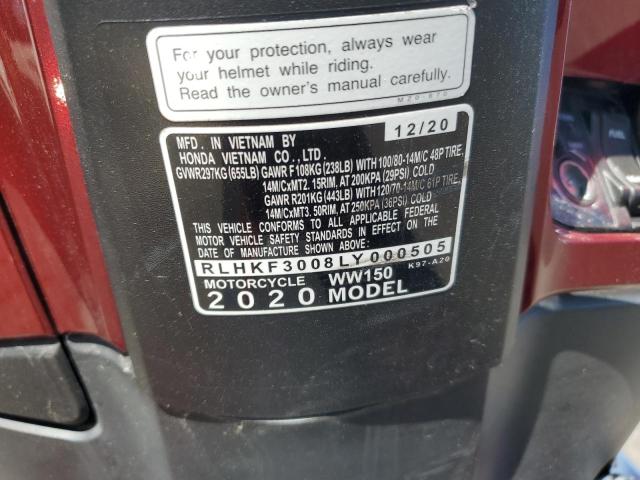 For your protection, always wear
your helmet while riding.
Read the owner's manual carefully.
MZ0-670
MFD. IN VIETNAM BY 12/20
HONDA VIETNAM CO., LTD.
GVWR297KG (655LB) GAWR F 108KG (238LB) WITH 100/80-14M/C 48P TIRE,
14M/CxMT2. 15RIM, AT 200KPA (29PSI) COLD
GAWR R201KG (443LB) WITH 120/70-14M/C 61P TIRE,
14M/CxMT3. 50RIM, AT 250KPA (36PSI) COLD
THIS VEHICLE CONFORMS TO ALL APPLICABLE FEDERAL
MOTOR VEHICLE SAFETY STANDARDS IN EFFECT ON THE
DATE OF MANUFACTURE SHOWN ABOVE.
RLHKF3008LY000505
MOTORCYCLE WW150 K97-A20
2020 MODEL
FUEL